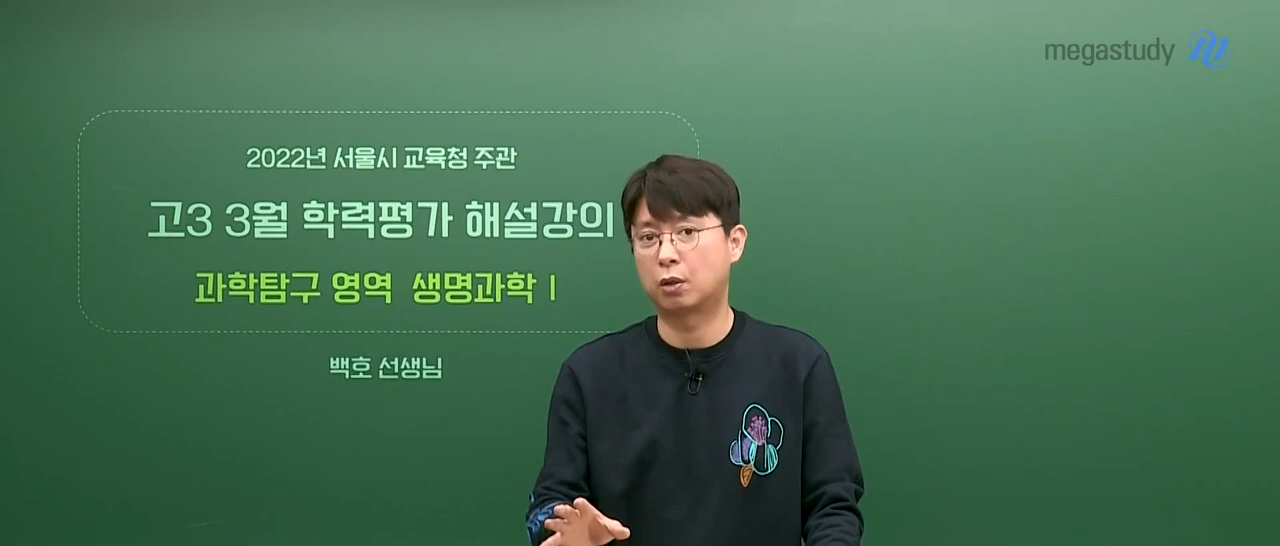 megastudy
2022년 서울시 교육청 주관
고3 3월 학력평가 해설강의
과학탐구 영역 생명과학 I
백호 선생님